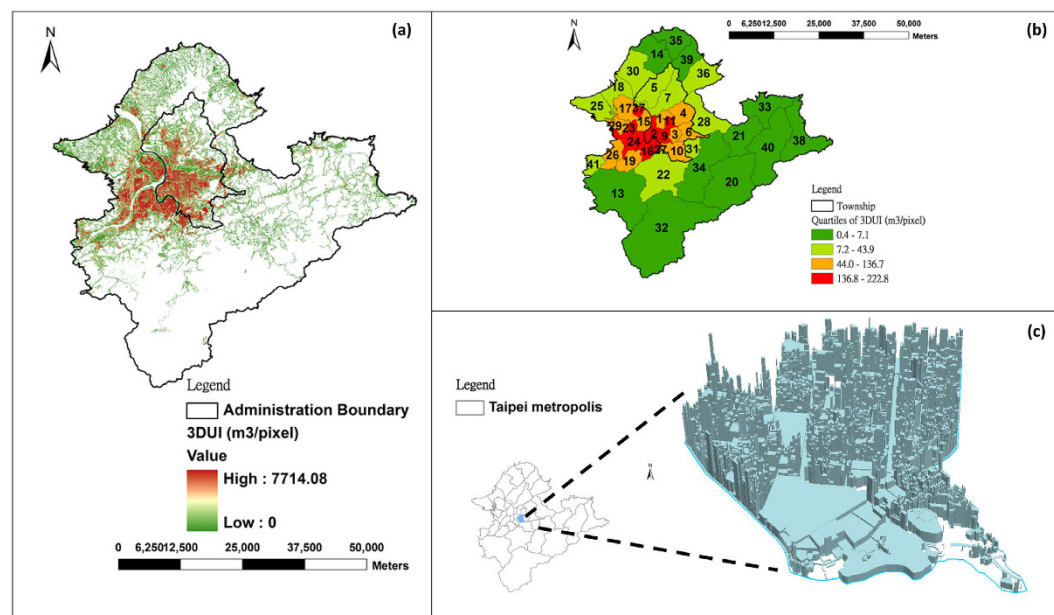 (a)
N
Legend
Administration Boundary
3DUI (m3/pixel)
Value
High : 7714.08
Low : 0
0 6,250 12,500 25,000 37,500 50,000
Meters
(b)
N
0 6,250 12,500 25,000 37,500 50,000
Meters
35
14
39
30
36
5
18
7
25
17
37
4
33
15
1
11
28
29
23
2
3
6
21
24
9
40
38
16
27
10
31
26
19
41
34
22
13
20
32
Legend
Township
Quartiles of 3DUI (m3/pixel)
0.4 - 7.1
7.2 - 43.9
44.0 - 136.7
136.8 - 222.8
(c)
Legend
Taipei metropolis
N